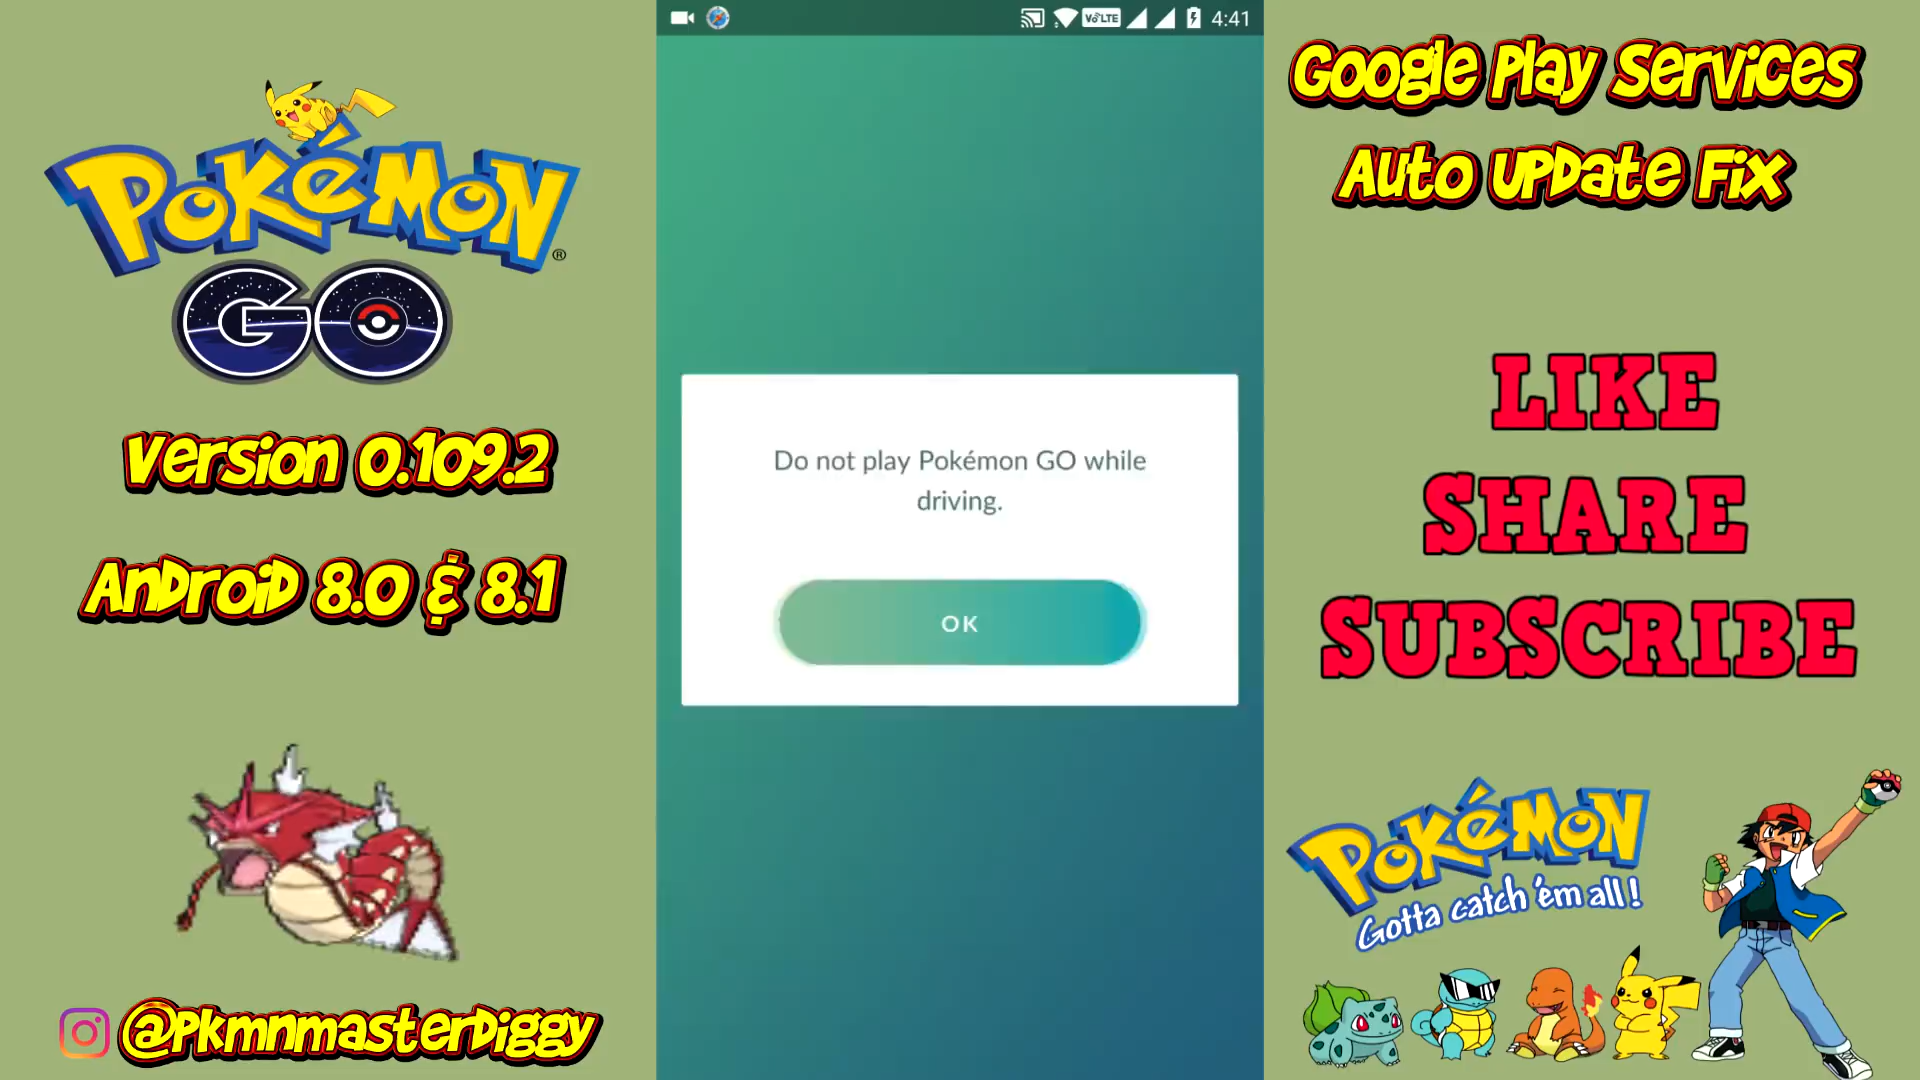 POKéMON
GO
Version 0.109.2
Android 8.0 & 8.1
@PKmnmasterDiggy
VoLTE 4:41
Do not play Pokémon GO while
driving.
OK
Google Play Services
Auto Update Fix
LIKE
SHARE
SUBSCRIBE
POKéMON
Gotta catch 'em all!